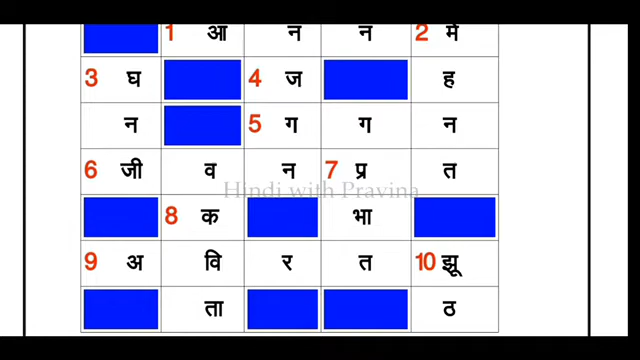 1 आ न न 2 मे
3 घ 4 ज ह
न 5 ग ग न
6 जी व न 7 प्र त
Hindi with Pravina
8 क भा
9 अ वि र त 10 झू
ता ठ